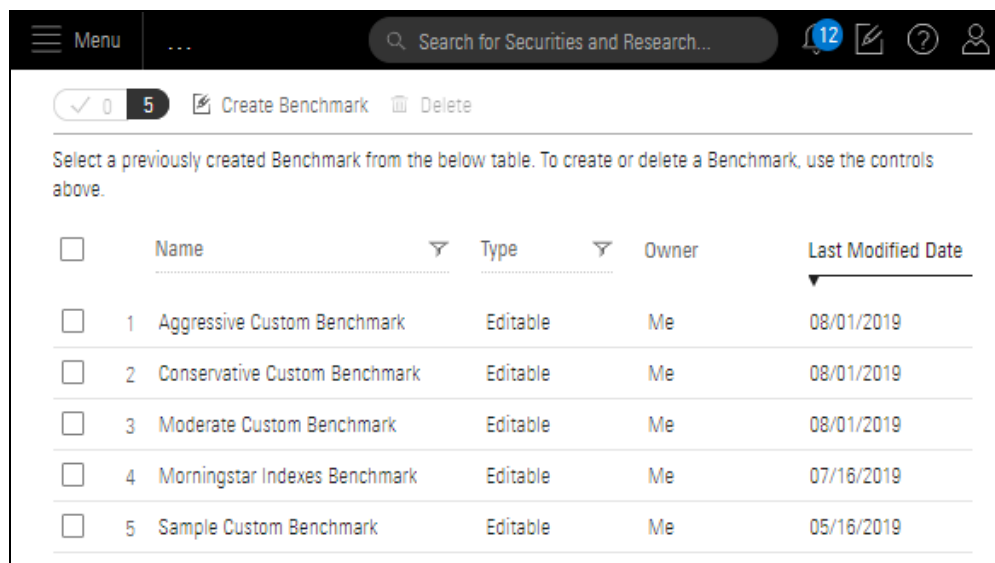 Menu ... Search for Securities and Research... 12
0 5 Create Benchmark Delete
Select a previously created Benchmark from the below table. To create or delete a Benchmark, use the controls
above.
Name Type Owner Last Modified Date
1 Aggressive Custom Benchmark Editable Me 08/01/2019
2 Conservative Custom Benchmark Editable Me 08/01/2019
3 Moderate Custom Benchmark Editable Me 08/01/2019
4 Morningstar Indexes Benchmark Editable Me 07/16/2019
5 Sample Custom Benchmark Editable Me 05/16/2019